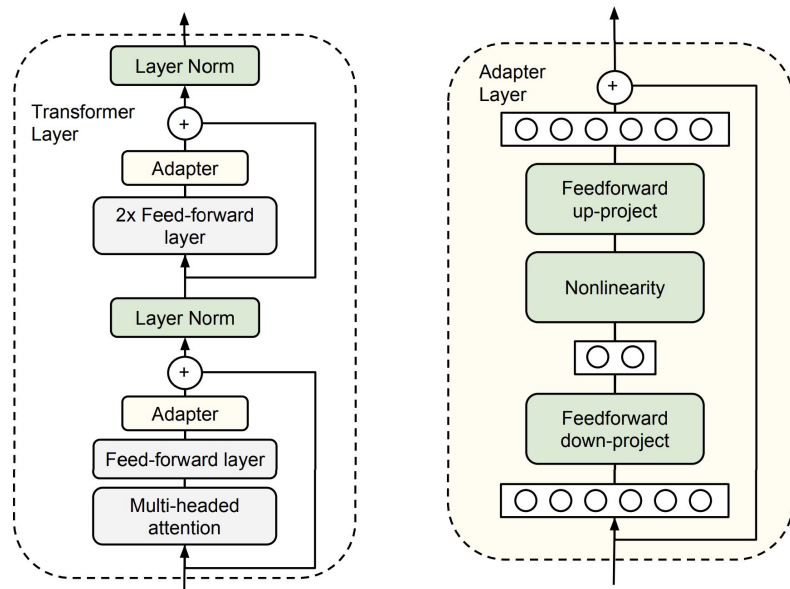 Layer Norm
Transformer
Layer
+
Adapter
2x Feed-forward
layer
Layer Norm
+
Adapter
Feed-forward layer
Multi-headed
attention
Adapter
Layer
+
Feedforward
up-project
Nonlinearity
Feedforward
down-project